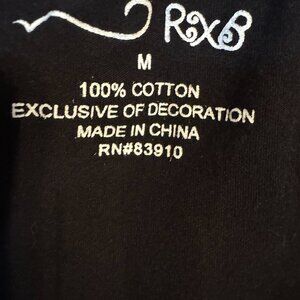 RXB
M
100% COTTON
EXCLUSIVE OF DECORATION
MADE IN CHINA
RN#83910